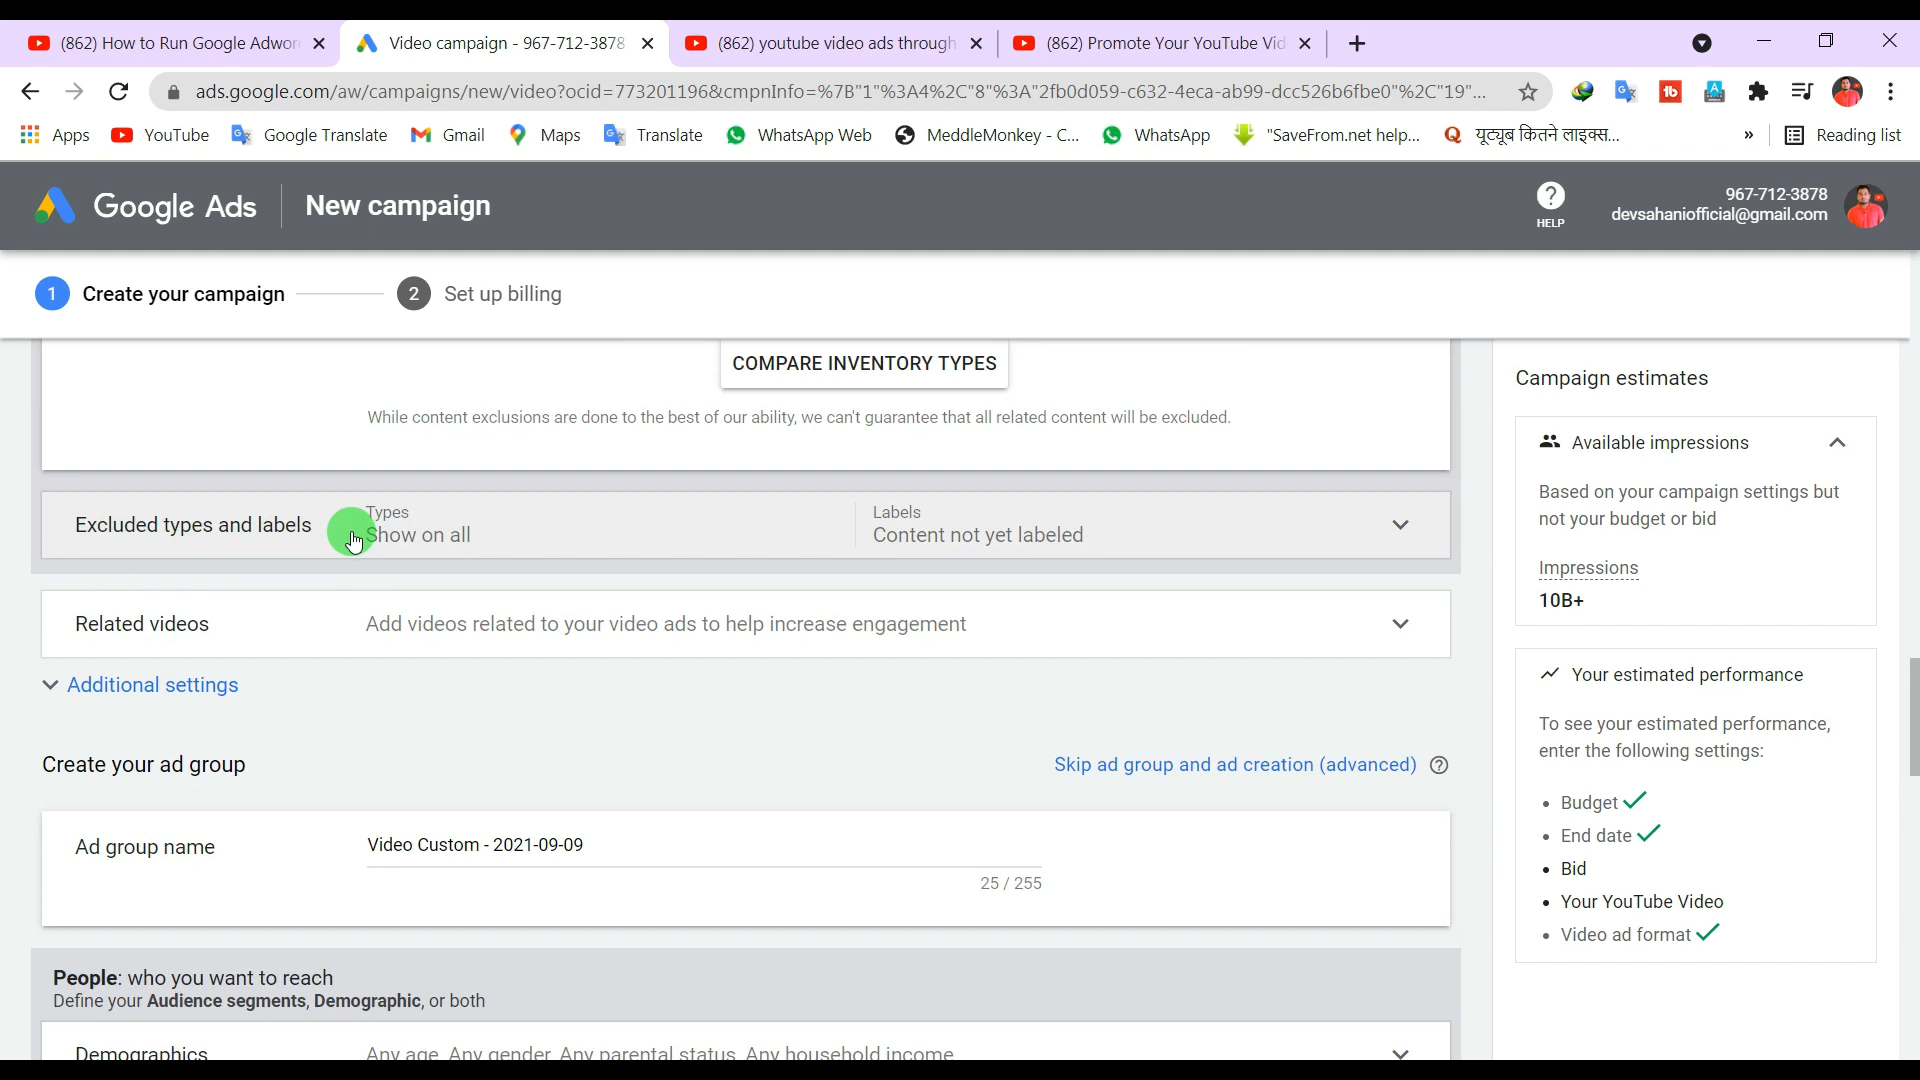 (862) How to Run Google Adwor
Video campaign - 967-712-3878
(862) youtube video ads through
(862) Promote Your YouTube Vid
ads.google.com/aw/campaigns/new/video?ocid=773201196&cmpnInfo=%7B"1"%3A4%2C"8"%3A"2fb0d059-c632-4eca-ab99-dcc526b6fbe0"%2C"19"...
Apps
YouTube
Google Translate
Gmail
Maps
Translate
WhatsApp Web
MeddleMonkey - C...
WhatsApp
"SaveFrom.net help...
यूट्यूब कितने लाइक्स...
»
Reading list
Google Ads
New campaign
HELP
967-712-3878
devsahaniofficial@gmail.com
1 Create your campaign
2 Set up billing
COMPARE INVENTORY TYPES
While content exclusions are done to the best of our ability, we can't guarantee that all related content will be excluded.
Excluded types and labels
Types
Show on all
Labels
Content not yet labeled
Related videos
Add videos related to your video ads to help increase engagement
Additional settings
Create your ad group
Skip ad group and ad creation (advanced)
Ad group name
Video Custom - 2021-09-09
25 / 255
People: who you want to reach
Define your Audience segments, Demographic, or both
Demographics
Any age, Any gender, Any parental status, Any household income
Campaign estimates
Available impressions
Based on your campaign settings but
not your budget or bid
Impressions
10B+
Your estimated performance
To see your estimated performance,
enter the following settings:
• Budget
• End date
• Bid
• Your YouTube Video
• Video ad format